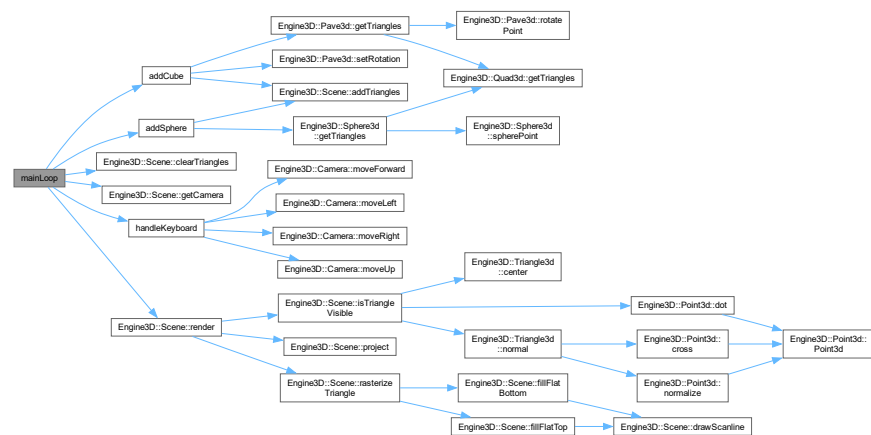 Engine3D::Pave3d::getTriangles
Engine3D::Pave3d::rotate
Point
Engine3D::Pave3d::setRotation
addCube
Engine3D::Quad3d::getTriangles
Engine3D::Scene::addTriangles
addSphere
Engine3D::Sphere3d
::getTriangles
Engine3D::Sphere3d
::spherePoint
Engine3D::Scene::clearTriangles
mainLoop
Engine3D::Scene::getCamera
Engine3D::Camera::moveForward
Engine3D::Camera::moveLeft
handleKeyboard
Engine3D::Camera::moveRight
Engine3D::Camera::moveUp
Engine3D::Triangle3d
::center
Engine3D::Scene::isTriangle
Visible
Engine3D::Point3d::dot
Engine3D::Scene::render
Engine3D::Scene::project
Engine3D::Triangle3d
::normal
Engine3D::Point3d::
cross
Engine3D::Point3d::
Point3d
Engine3D::Scene::rasterize
Triangle
Engine3D::Scene::fillFlat
Bottom
Engine3D::Point3d::
normalize
Engine3D::Scene::fillFlatTop
Engine3D::Scene::drawScanline